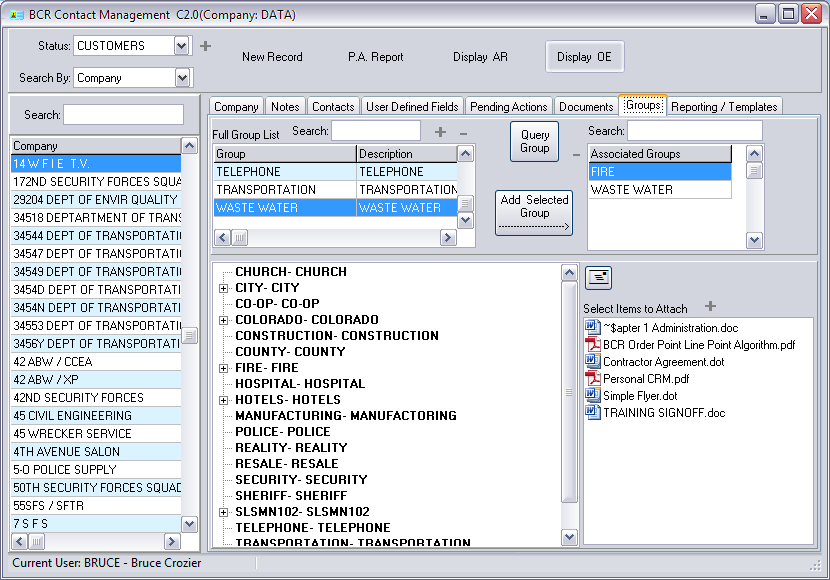 BCR Contact Management C2.0(Company: DATA)
Status: CUSTOMERS
New Record P.A. Report Display AR Display OE
Search By: Company
Search:
Company Notes Contacts User Defined Fields Pending Actions Documents Groups Reporting / Templates
Company
14 W F I E T.V.
172ND SECURITY FORCES SQUA
29204 DEPT OF ENVIR QUALITY
34518 DEPTARTMENT OF TRANS
34544 DEPT OF TRANSPORTATI
34547 DEPT OF TRANSPORTATI
34549 DEPT OF TRANSPORTATI
3454D DEPT OF TRANSPORTATI
3454N DEPT OF TRANSPORTATI
34553 DEPT OF TRANSPORTATI
3456Y DEPT OF TRANSPORTATI
42 ABW / CCEA
42 ABW / XP
42ND SECURITY FORCES
45 CIVIL ENGINEERING
45 WRECKER SERVICE
4TH AVENUE SALON
5-O POLICE SUPPLY
50TH SECURITY FORCES SQUAD
55SFS / SFTR
7 S F S
Full Group List Search:
Group Description
TELEPHONE TELEPHONE
TRANSPORTATION TRANSPORTATION
WASTE WATER WASTE WATER
Query Group
Add Selected Group
------------------>
Search:
Associated Groups
FIRE
WASTE WATER
CHURCH- CHURCH
CITY- CITY
CO-OP- CO-OP
COLORADO- COLORADO
CONSTRUCTION- CONSTRUCTION
COUNTY- COUNTY
FIRE- FIRE
HOSPITAL- HOSPITAL
HOTELS- HOTELS
MANUFACTURING- MANUFACTORING
POLICE- POLICE
REALITY- REALITY
RESALE- RESALE
SECURITY- SECURITY
SHERIFF- SHERIFF
SLSMN102- SLSMN102
TELEPHONE- TELEPHONE
TRANSPORTATION- TRANSPORTATION
Select Items to Attach
~$apter 1 Administration.doc
BCR Order Point Line Point Algorithm.pdf
Contractor Agreement.dot
Personal CRM.pdf
Simple Flyer.dot
TRAINING SIGNOFF.doc
Current User: BRUCE - Bruce Crozier